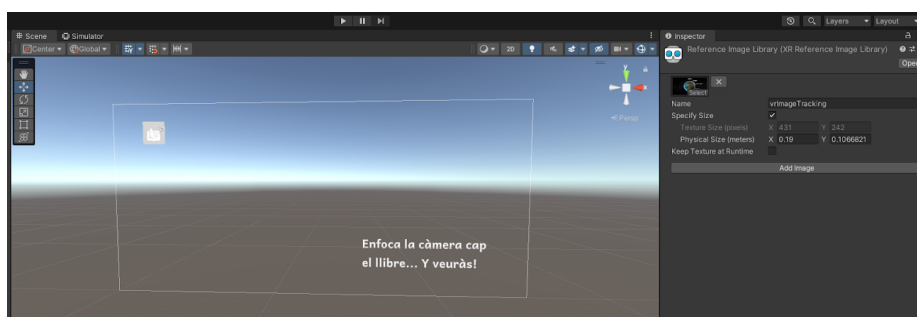 Layers
Layout
Scene
Simulator
Inspector
Center
Global
2D
Reference Image Library (XR Reference Image Library)
Open
Select
Name
vrImageTracking
Specify Size
Texture Size (pixels)
X 431
Y 242
Physical Size (meters)
X 0.19
Y 0.1066821
Keep Texture at Runtime
Add Image
y
Persp
Enfoca la càmera cap
el llibre... Y veuràs!